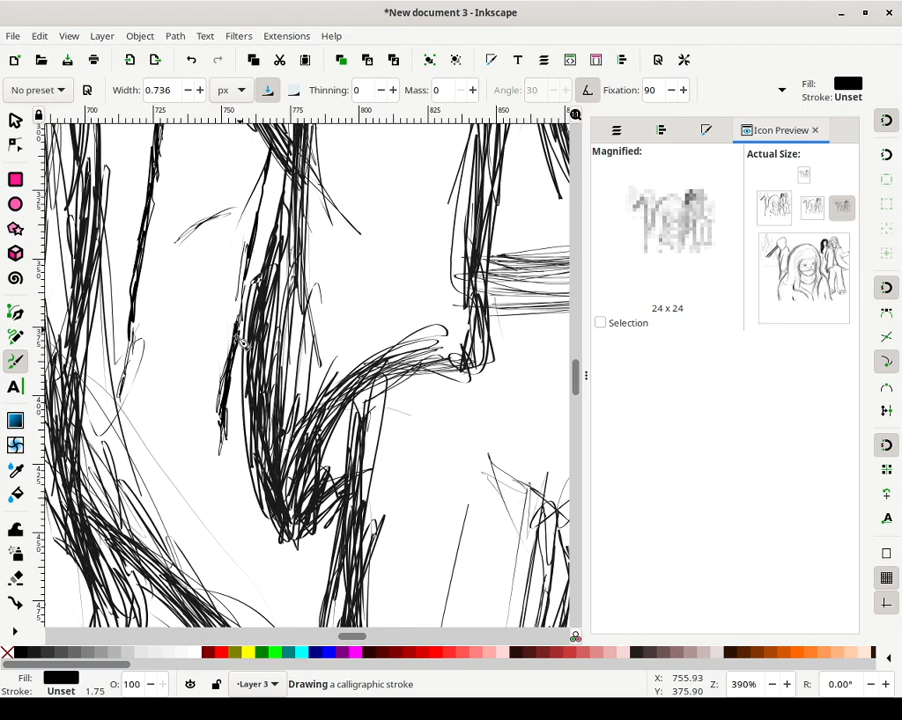 *New document 3 - Inkscape
File Edit View Layer Object Path Text Filters Extensions Help
No preset Width: 0.736 px Thinning: 0 Mass: 0 Angle: 30 Fixation: 90 Fill: Stroke: Unset
700 725 750 775 800 825 850
Icon Preview
Magnified: Actual Size:
24 x 24
Selection
Fill: Stroke: Unset 1.75 O: 100 Layer 3 Drawing a calligraphic stroke X: 755.93 Y: 375.90 Z: 390% R: 0.00°